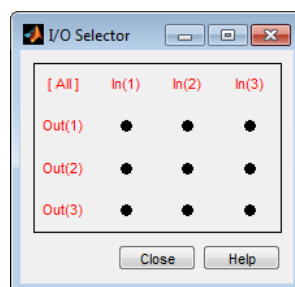 I/O Selector
[ All ] In(1) In(2) In(3)
Out(1)
Out(2)
Out(3)
Close Help